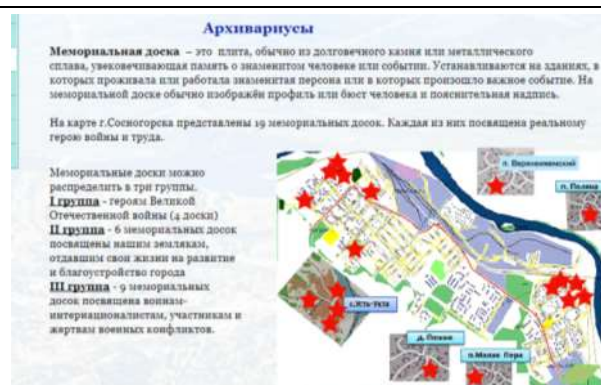 Архивариусы
Мемориальная доска – это плита, обычно из долговечного камня или металлического
сплава, увековечивающая память о знаменитом человеке или событии. Устанавливаются на зданиях, в
которых проживала или работала знаменитая персона или в которых произошло важное событие. На
мемориальной доске обычно изображён профиль или бюст человека и пояснительная надпись.
На карте г.Сосногорска представлены 19 мемориальных досок. Каждая из них посвящена реальному
герою войны и труда.
Мемориальные доски можно
распределить в три группы.
I группа - героям Великой
Отечественной войны (4 доски)
II группа - 6 мемориальных досок
посвящены нашим землякам,
отдавшим свои жизни на развитие
и благоустройство города
III группа - 9 мемориальных
досок посвящена воинам-
интернационалистам, участникам и
жертвам военных конфликтов.
п.
п.
с.Усть-Ухта
д.
п.Малая Пера